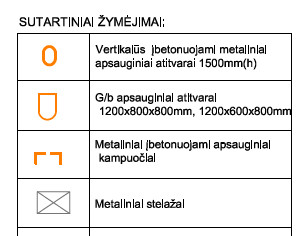 SUTARTINIAI ŽYMĖJIMAI:
Vertikalūs įbetonuojami metaliniai
apsauginiai atitvarai 1500mm(h)
G/b apsauginiai atitvarai
1200x800x800mm, 1200x600x800mm
Metaliniai įbetonuojami apsauginiai
kampuočiai
Metaliniai stelažai